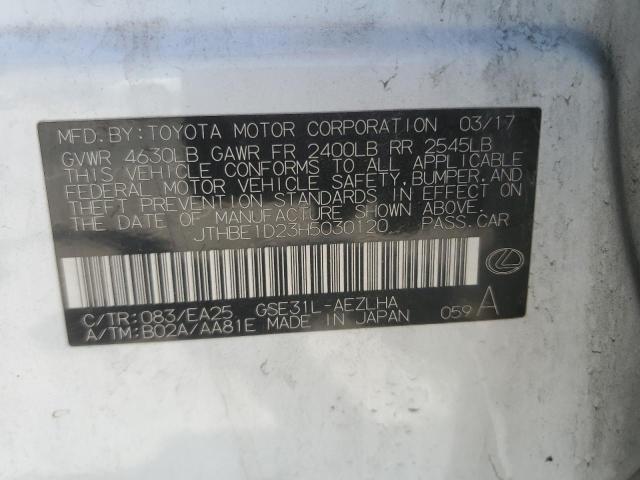 MFD. BY: TOYOTA MOTOR CORPORATION 03/17
GVWR 4630LB GAWR FR 2400LB RR 2545LB
THIS VEHICLE CONFORMS TO ALL APPLICABLE
FEDERAL MOTOR VEHICLE SAFETY, BUMPER, AND
THEFT PREVENTION STANDARDS IN EFFECT ON
THE DATE OF MANUFACTURE SHOWN ABOVE.
JTHBE1D23H5030120 PASS. CAR
C/TR: 083/EA25 GSE31L-AEZLHA
A/TM: B02A/AA81E MADE IN JAPAN 059 A